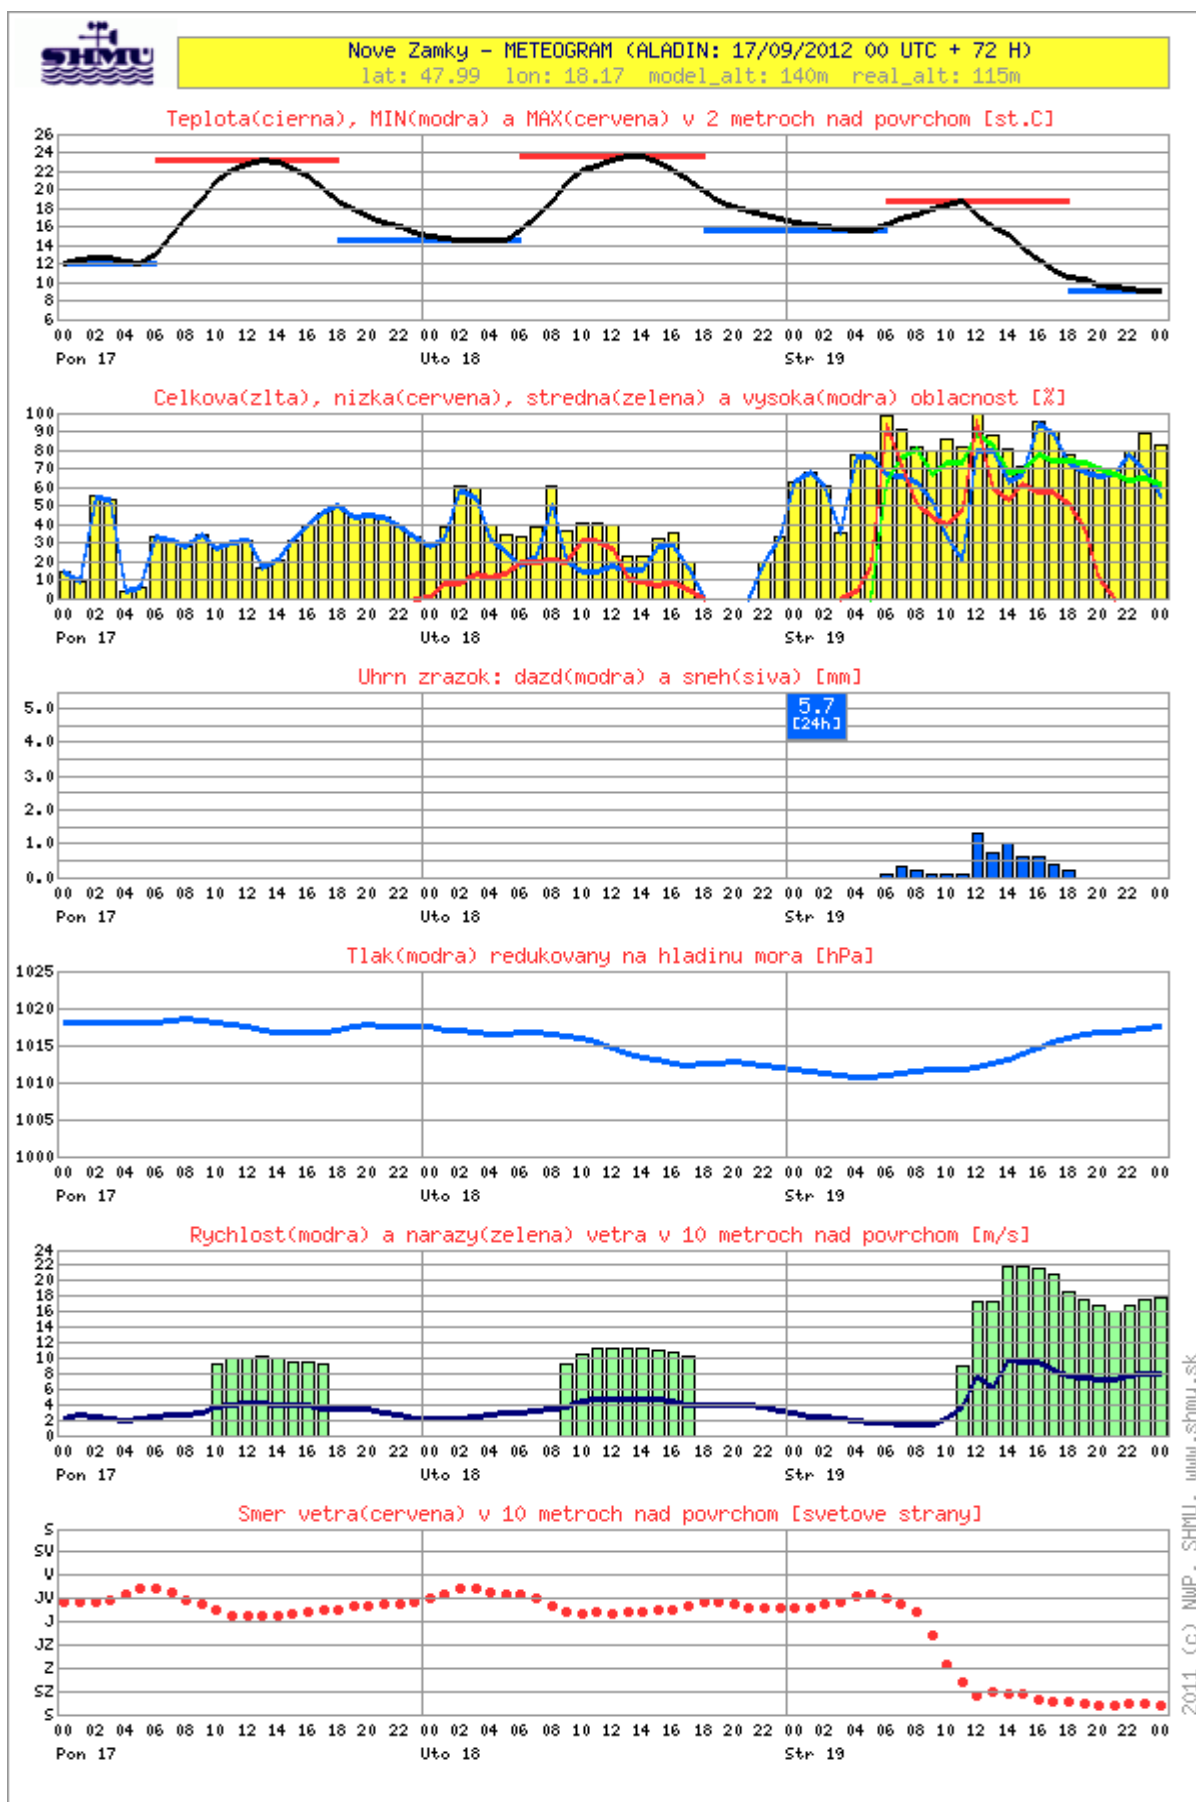 SHMU
Nove Zamky - METEOGRAM (ALADIN: 17/09/2012 00 UTC + 72 H)
lat: 47.99 lon: 18.17 model_alt: 140m real_alt: 115m
Teplota(cierna), MIN(modra) a MAX(cervena) v 2 metroch nad povrchom [st.C]
26
24
22
20
18
16
14
12
10
8
6
00 02 04 06 08 10 12 14 16 18 20 22 00 02 04 06 08 10 12 14 16 18 20 22 00 02 04 06 08 10 12 14 16 18 20 22 00
Pon 17 Uto 18 Str 19
Celkova(zlta), nizka(cervena), stredna(zelena) a vysoka(modra) oblacnost [%]
100
90
80
70
60
50
40
30
20
10
0
00 02 04 06 08 10 12 14 16 18 20 22 00 02 04 06 08 10 12 14 16 18 20 22 00 02 04 06 08 10 12 14 16 18 20 22 00
Pon 17 Uto 18 Str 19
Uhrn zrazok: dazd(modra) a sneh(siva) [mm]
5.7
[24h]
5.0
4.0
3.0
2.0
1.0
0.0
00 02 04 06 08 10 12 14 16 18 20 22 00 02 04 06 08 10 12 14 16 18 20 22 00 02 04 06 08 10 12 14 16 18 20 22 00
Pon 17 Uto 18 Str 19
Tlak(modra) redukovany na hladinu mora [hPa]
1025
1020
1015
1010
1005
1000
00 02 04 06 08 10 12 14 16 18 20 22 00 02 04 06 08 10 12 14 16 18 20 22 00 02 04 06 08 10 12 14 16 18 20 22 00
Pon 17 Uto 18 Str 19
Rychlost(modra) a narazy(zelena) vetra v 10 metroch nad povrchom [m/s]
24
22
20
18
16
14
12
10
8
6
4
2
0
00 02 04 06 08 10 12 14 16 18 20 22 00 02 04 06 08 10 12 14 16 18 20 22 00 02 04 06 08 10 12 14 16 18 20 22 00
Pon 17 Uto 18 Str 19
Smer vetra(cervena) v 10 metroch nad povrchom [svetove strany]
S
SV
V
JV
J
JZ
Z
SZ
S
00 02 04 06 08 10 12 14 16 18 20 22 00 02 04 06 08 10 12 14 16 18 20 22 00 02 04 06 08 10 12 14 16 18 20 22 00
Pon 17 Uto 18 Str 19
2011 (c) NWP, SHMU, www.shmu.sk